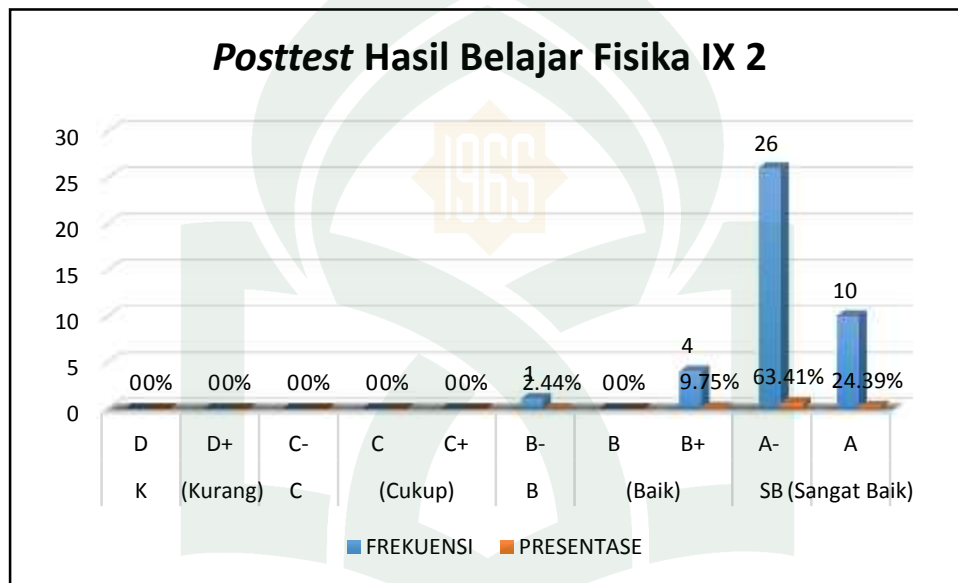 Posttest Hasil Belajar Fisika IX 2
1965
30
25
20
15
10
5
0
00% 00% 00% 00% 00% 1 2.44% 00% 4 9.75% 26 63.41% 10 24.39%
D D+ C- C C+ B- B B+ A- A
K (Kurang) C (Cukup) B (Baik) SB (Sangat Baik)
FREKUENSI PRESENTASE